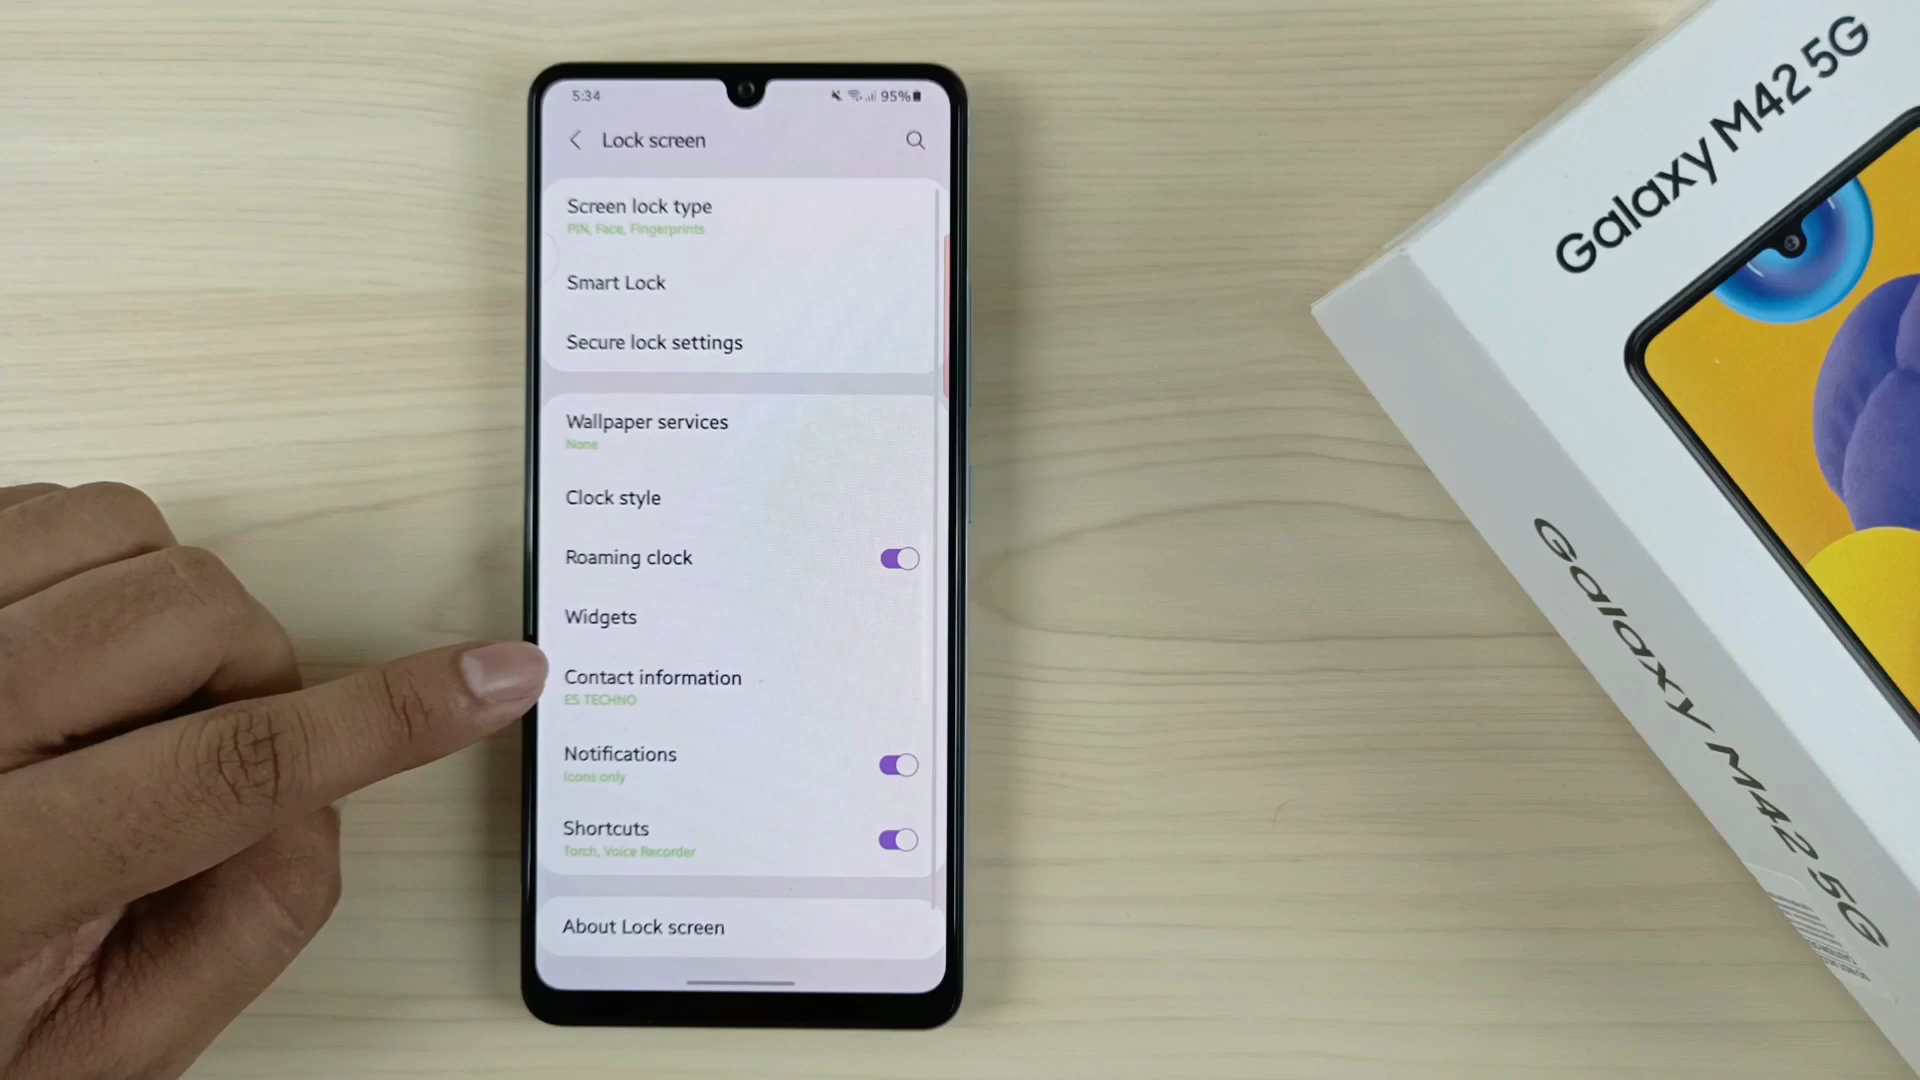 5:34
95%
Lock screen
Screen lock type
PIN, Face, Fingerprints
Smart Lock
Secure lock settings
Wallpaper services
None
Clock style
Roaming clock
Widgets
Contact information
ES TECHNO
Notifications
Icons only
Shortcuts
Torch, Voice Recorder
About Lock screen
Galaxy M42 5G
Galaxy M42 5G